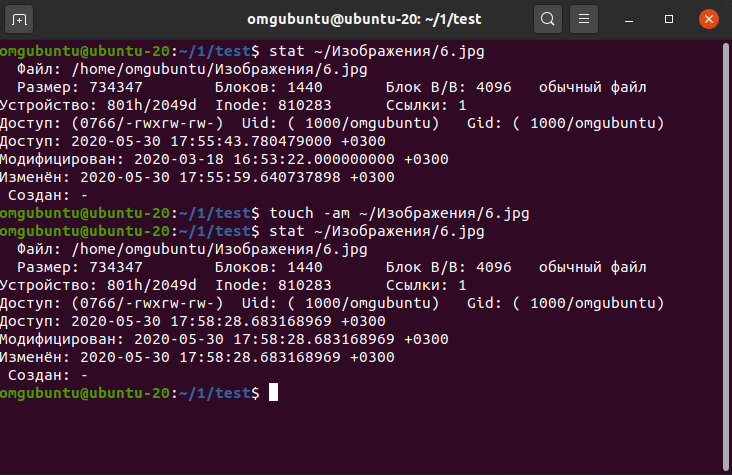 omgubuntu@ubuntu-20: ~/1/test
omgubuntu@ubuntu-20:~/1/test$ stat ~/Изображения/6.jpg
  Файл: /home/omgubuntu/Изображения/6.jpg
  Размер: 734347        Блоков: 1440       Блок В/В: 4096   обычный файл
Устройство: 801h/2049d  Inode: 810283      Ссылки: 1
Доступ: (0766/-rwxrw-rw-)  Uid: ( 1000/omgubuntu)   Gid: ( 1000/omgubuntu)
Доступ: 2020-05-30 17:55:43.780479000 +0300
Модифицирован: 2020-03-18 16:53:22.000000000 +0300
Изменён: 2020-05-30 17:55:59.640737898 +0300
 Создан: -
omgubuntu@ubuntu-20:~/1/test$ touch -am ~/Изображения/6.jpg
omgubuntu@ubuntu-20:~/1/test$ stat ~/Изображения/6.jpg
  Файл: /home/omgubuntu/Изображения/6.jpg
  Размер: 734347        Блоков: 1440       Блок В/В: 4096   обычный файл
Устройство: 801h/2049d  Inode: 810283      Ссылки: 1
Доступ: (0766/-rwxrw-rw-)  Uid: ( 1000/omgubuntu)   Gid: ( 1000/omgubuntu)
Доступ: 2020-05-30 17:58:28.683168969 +0300
Модифицирован: 2020-05-30 17:58:28.683168969 +0300
Изменён: 2020-05-30 17:58:28.683168969 +0300
 Создан: -
omgubuntu@ubuntu-20:~/1/test$